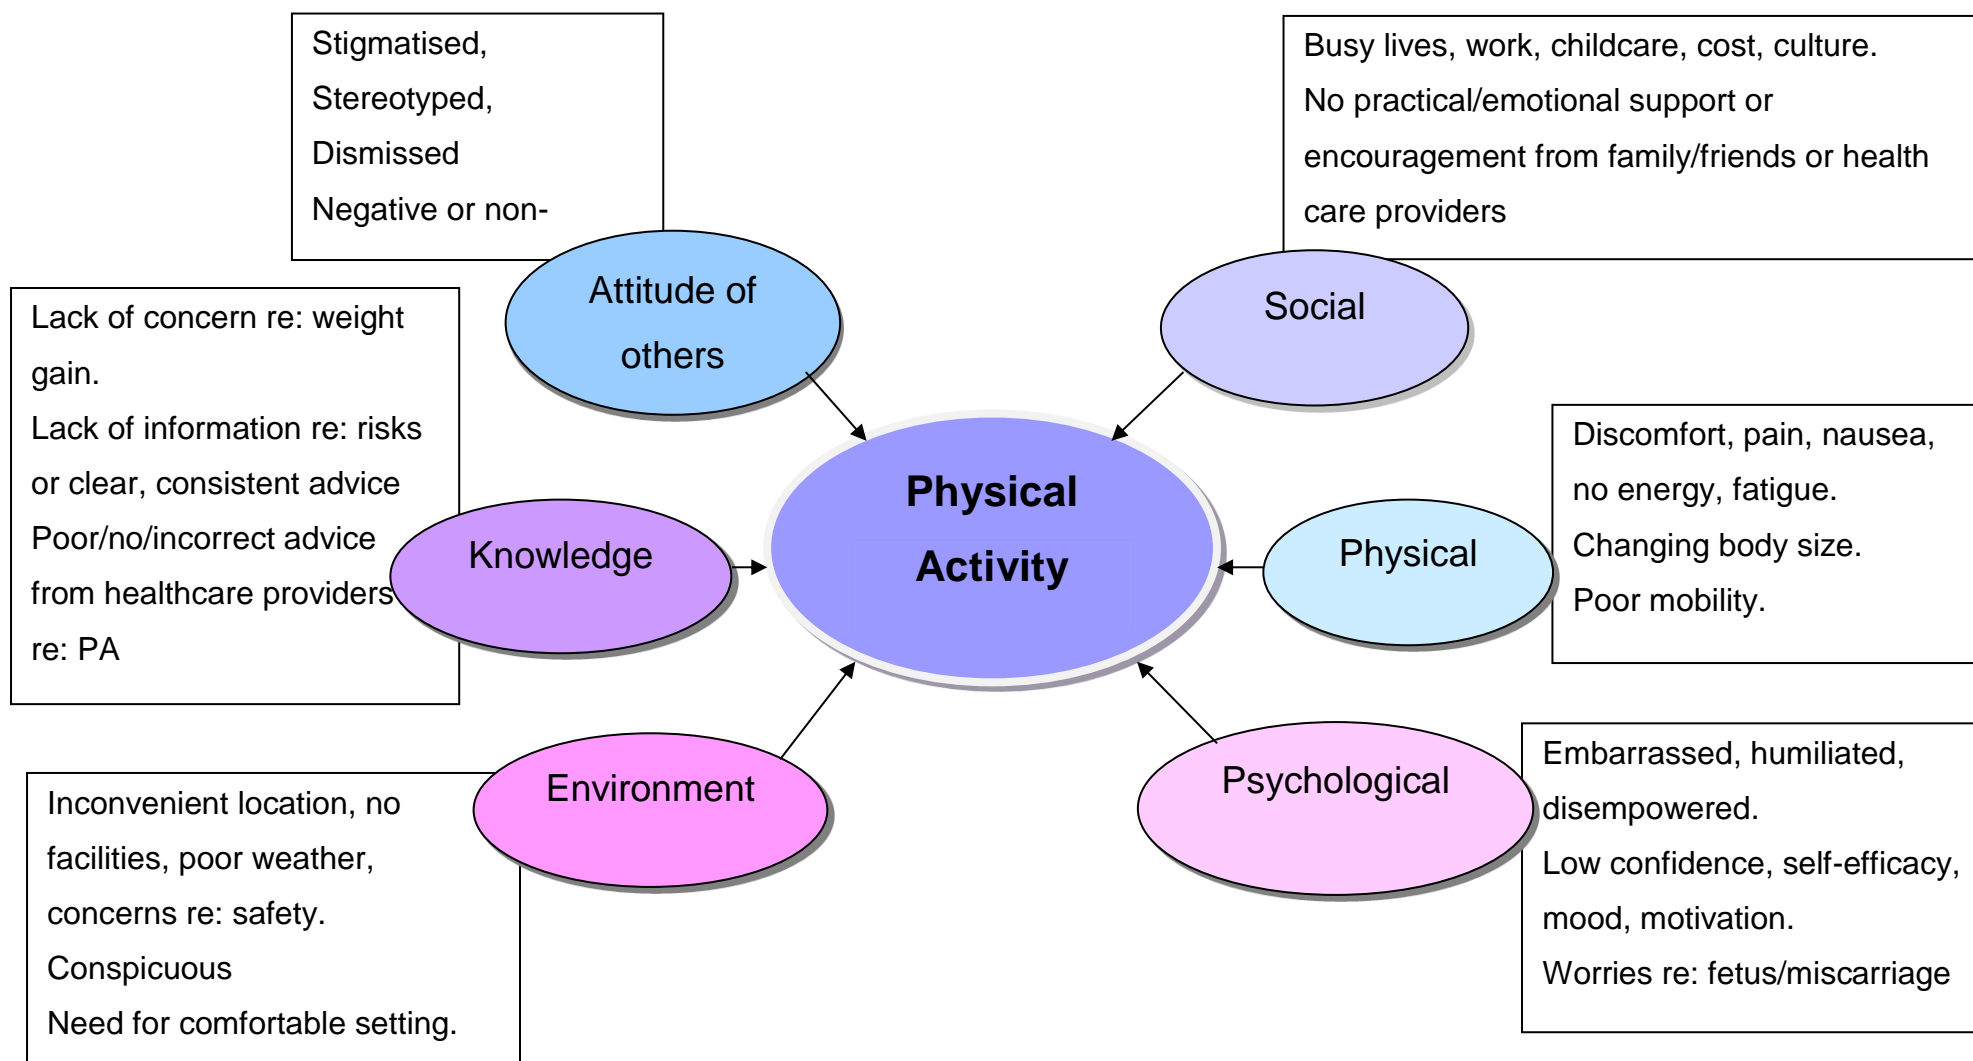 Stigmatised,
Stereotyped,
Dismissed
Negative or non-
Attitude of
others
Busy lives, work, childcare, cost, culture.
No practical/emotional support or
encouragement from family/friends or health
care providers
Social
Lack of concern re: weight
gain.
Lack of information re: risks
or clear, consistent advice
Poor/no/incorrect advice
from healthcare providers
re: PA
Knowledge
Physical
Activity
Physical
Discomfort, pain, nausea,
no energy, fatigue.
Changing body size.
Poor mobility.
Environment
Inconvenient location, no
facilities, poor weather,
concerns re: safety.
Conspicuous
Need for comfortable setting.
Psychological
Embarrassed, humiliated,
disempowered.
Low confidence, self-efficacy,
mood, motivation.
Worries re: fetus/miscarriage